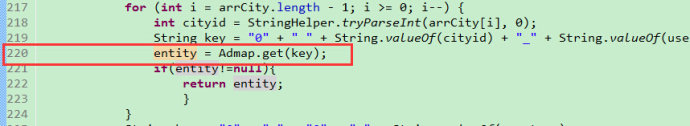 217 for (int i = arrCity.length - 1; i >= 0; i--) {
218 int cityid = StringHelper.tryParseInt(arrCity[i], 0);
219 String key = "0" + " " + String.valueOf(cityid) + "_" + String.valueOf(use
220 entity = Admap.get(key);
221 if(entity!=null){
222 return entity;
223 }
224 }